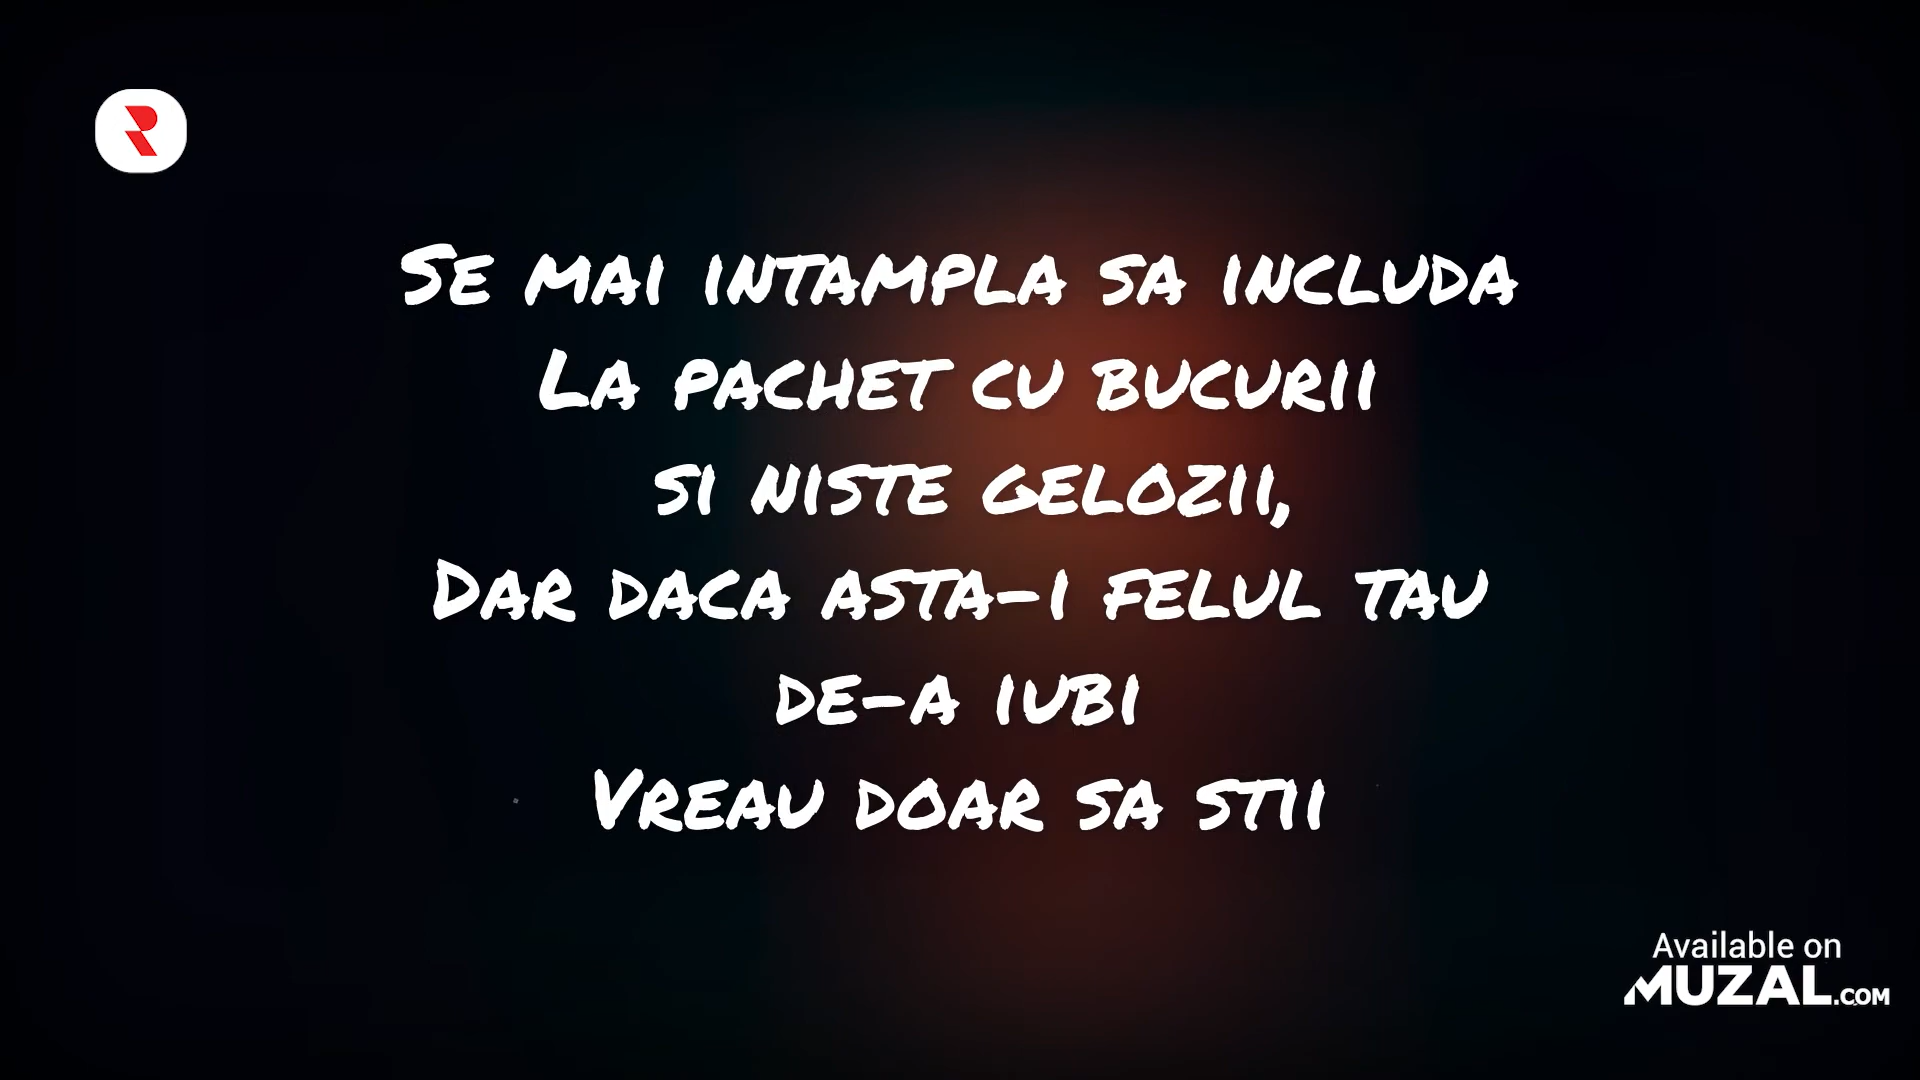 Se mai intampla sa includa
La pachet cu bucurii
si niste gelozii,
Dar daca asta-i felul tau
de-a iubi
Vreau doar sa stii
Available on
MUZAL.COM